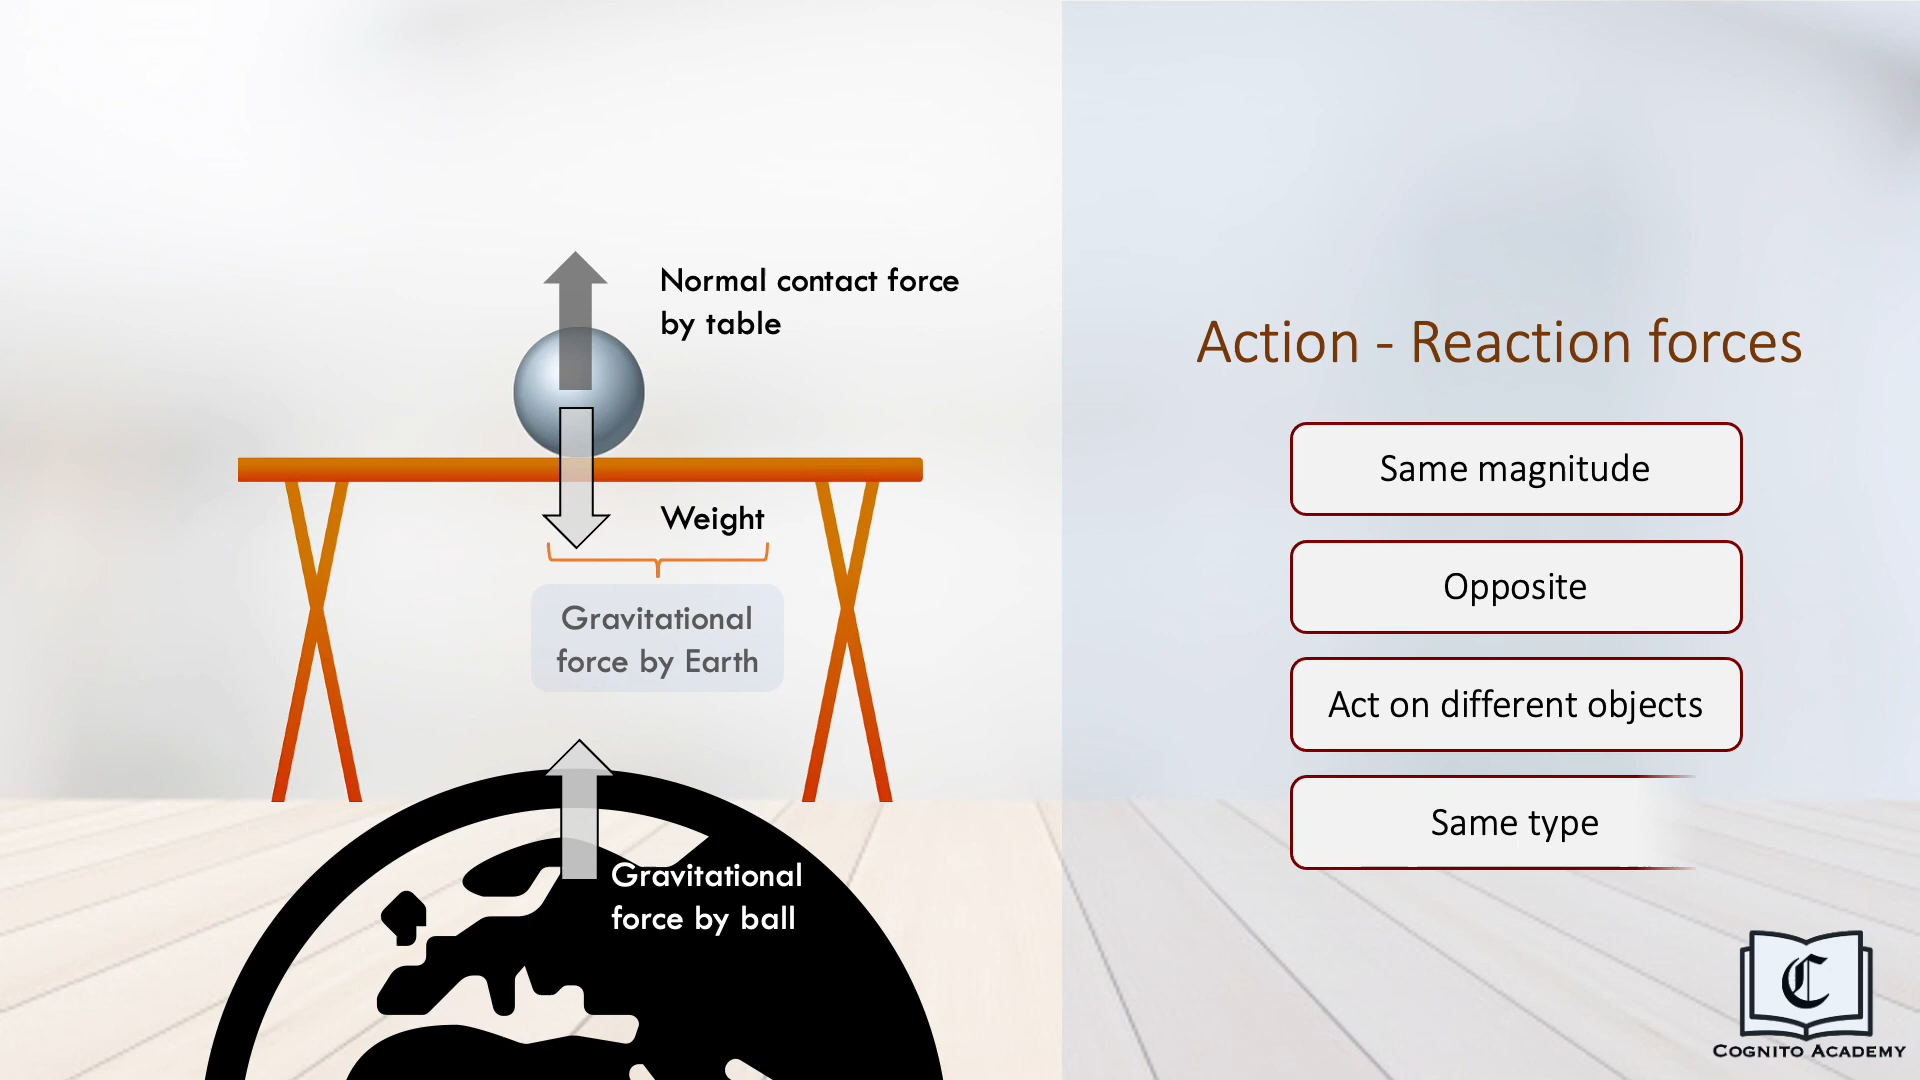 Normal contact force
by table
Weight
Gravitational
force by Earth
Gravitational
force by ball
Action - Reaction forces
Same magnitude
Opposite
Act on different objects
Same type
C
COGNITO ACADEMY